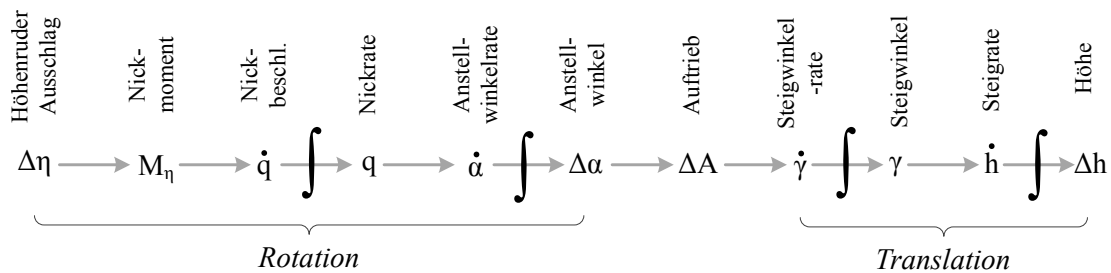 Höhenruder
Ausschlag
Nick-
moment
Nick-
beschl.
Nickrate
Anstell-
winkelrate
Anstell-
winkel
Auftrieb
Steigwinkel
-rate
Steigwinkel
Steigrate
Höhe
Δη M_η q̇ ∫ q α̇ ∫ Δα ΔA γ̇ ∫ γ ḣ ∫ Δh
Rotation
Translation